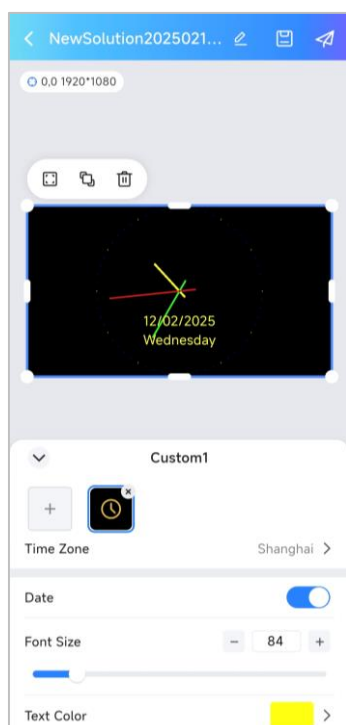 NewSolution2025021...
0,0 1920*1080
12/02/2025
Wednesday
Custom1
Time Zone
Shanghai
Date
Font Size
84
Text Color